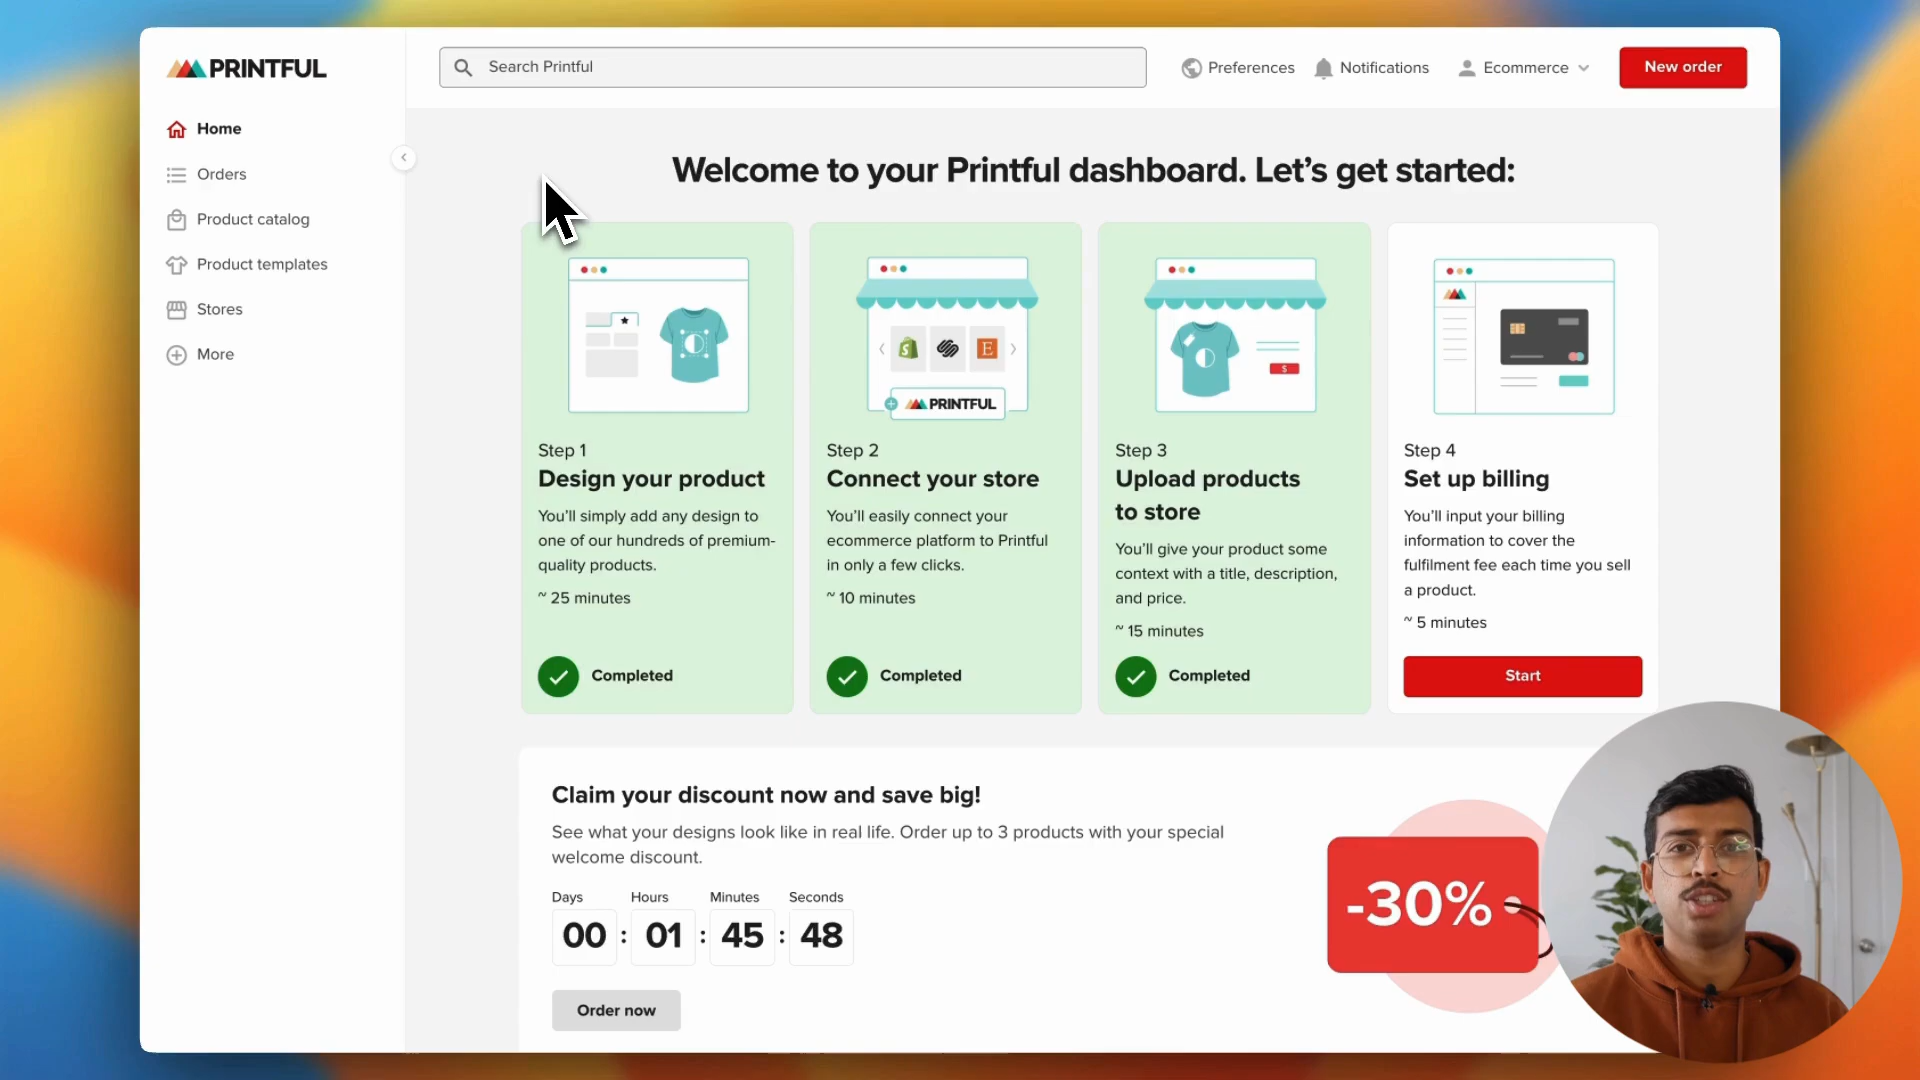 PRINTFUL
Search Printful
Preferences
Notifications
Ecommerce
New order
Home
Orders
Product catalog
Product templates
Stores
More
Welcome to your Printful dashboard. Let's get started:
PRINTFUL
Step 1
Design your product
You'll simply add any design to
one of our hundreds of premium-
quality products.
~ 25 minutes
Completed
Step 2
Connect your store
You'll easily connect your
ecommerce platform to Printful
in only a few clicks.
~ 10 minutes
Completed
$
Step 3
Upload products
to store
You'll give your product some
context with a title, description,
and price.
~ 15 minutes
Completed
Step 4
Set up billing
You'll input your billing
information to cover the
fulfilment fee each time you sell
a product.
~ 5 minutes
Start
Claim your discount now and save big!
See what your designs look like in real life. Order up to 3 products with your special
welcome discount.
Days Hours Minutes Seconds
00 : 01 : 45 : 48
Order now
-30%